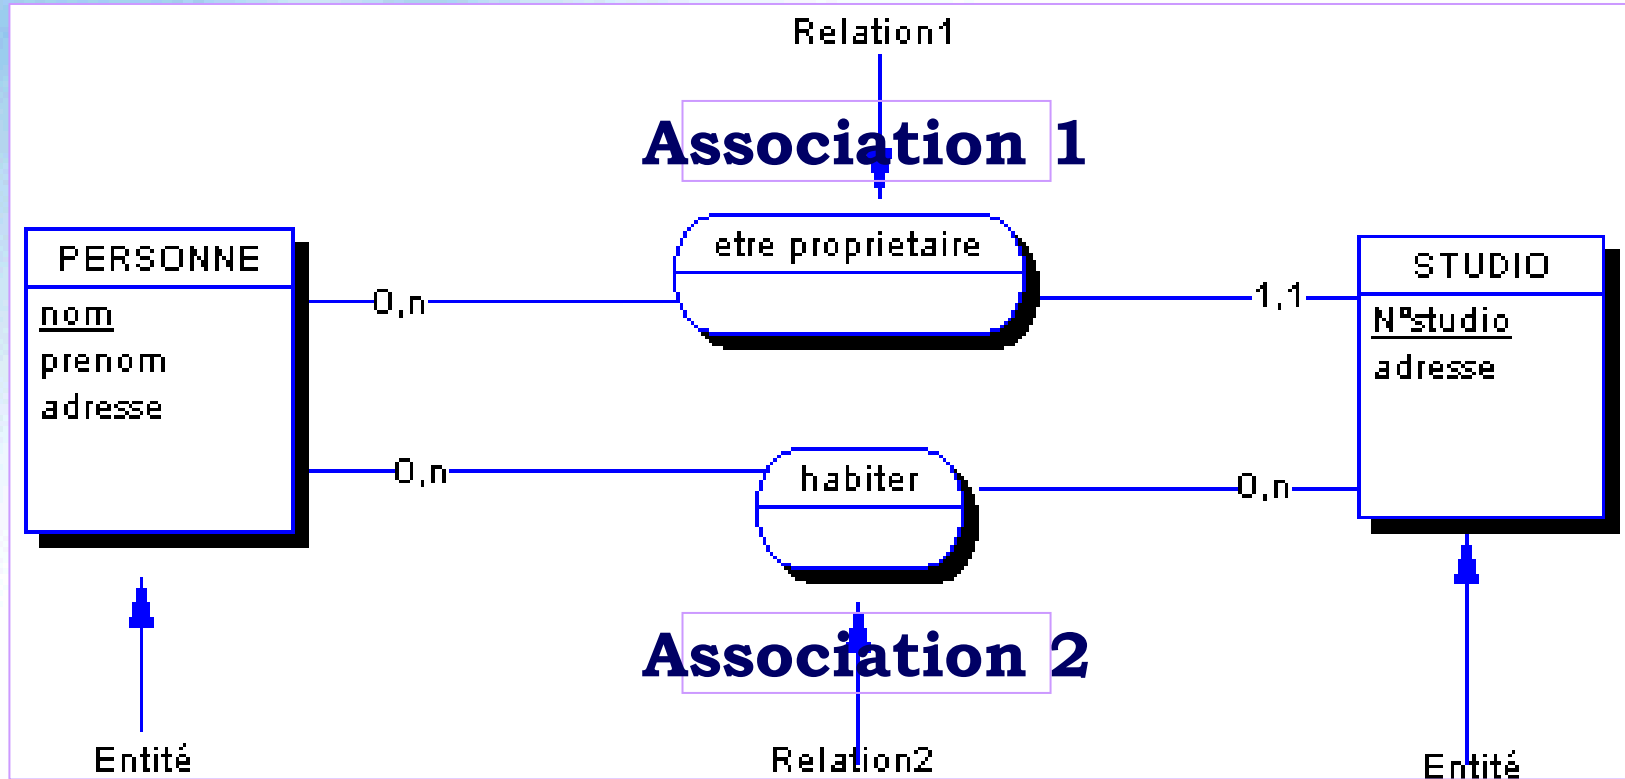 Relation1
Association 1
PERSONNE
nom
prenom
adresse
0,n
etre proprietaire
1,1
STUDIO
N°studio
adresse
0,n
habiter
0,n
Association 2
Entité
Relation2
Entité